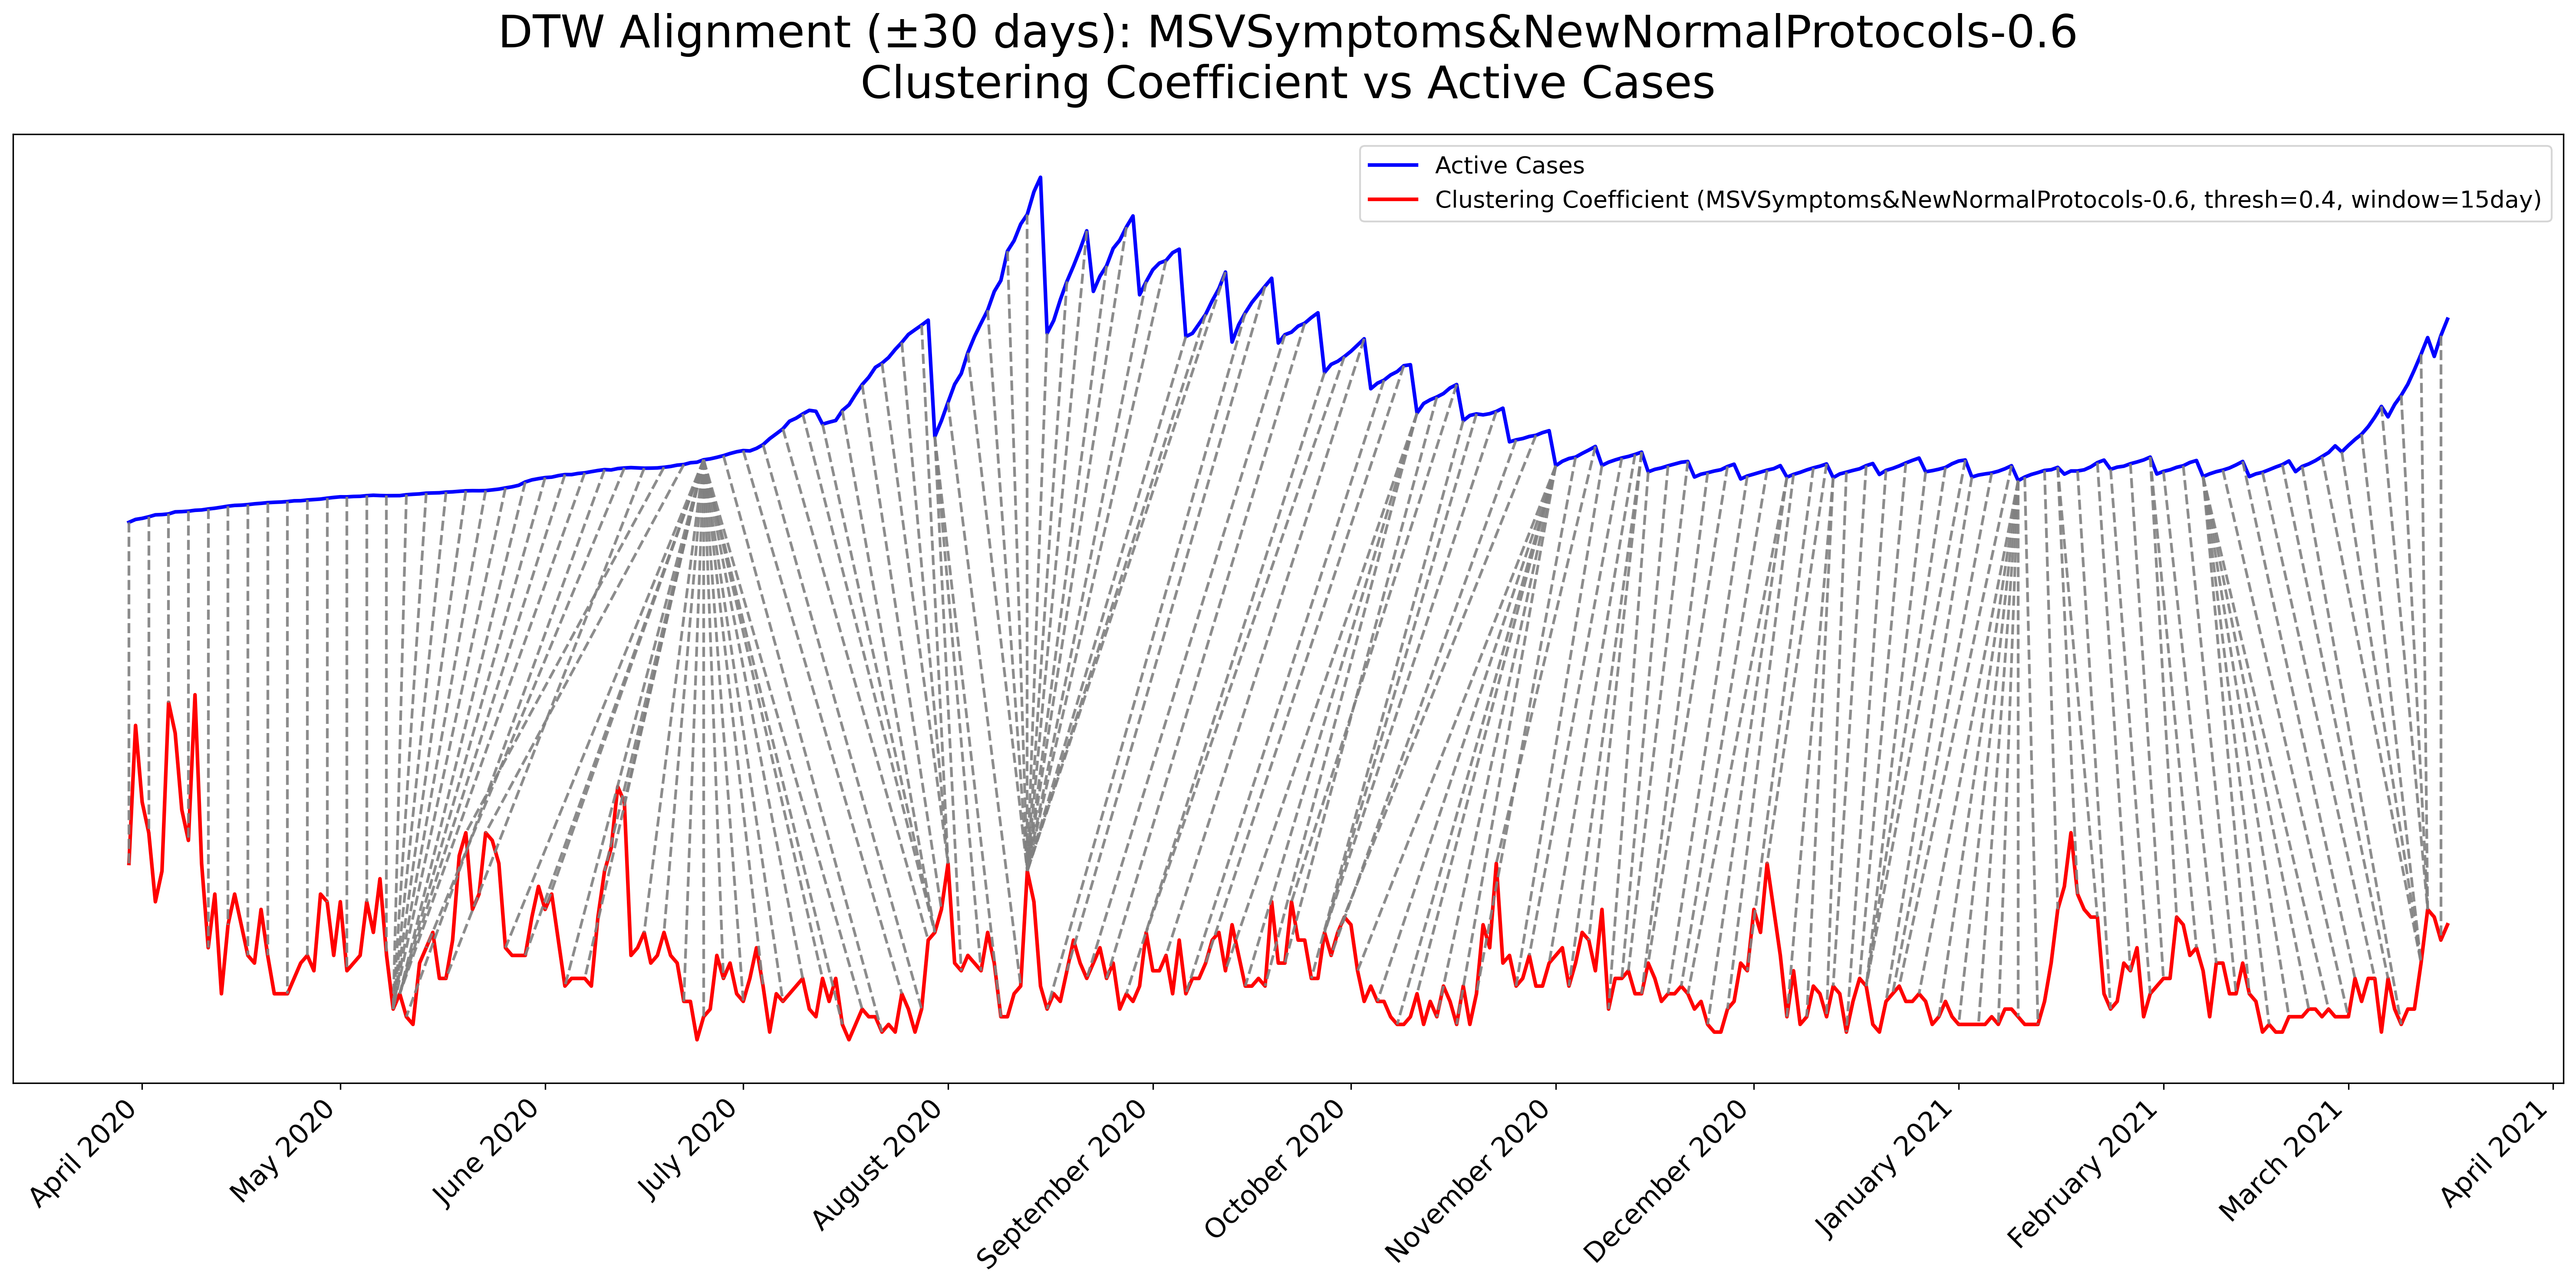 DTW Alignment (±30 days): MSVSymptoms&NewNormalProtocols-0.6
Clustering Coefficient vs Active Cases
Active Cases
Clustering Coefficient (MSVSymptoms&NewNormalProtocols-0.6, thresh=0.4, window=15day)
April 2020
May 2020
June 2020
July 2020
August 2020
September 2020
October 2020
November 2020
December 2020
January 2021
February 2021
March 2021
April 2021